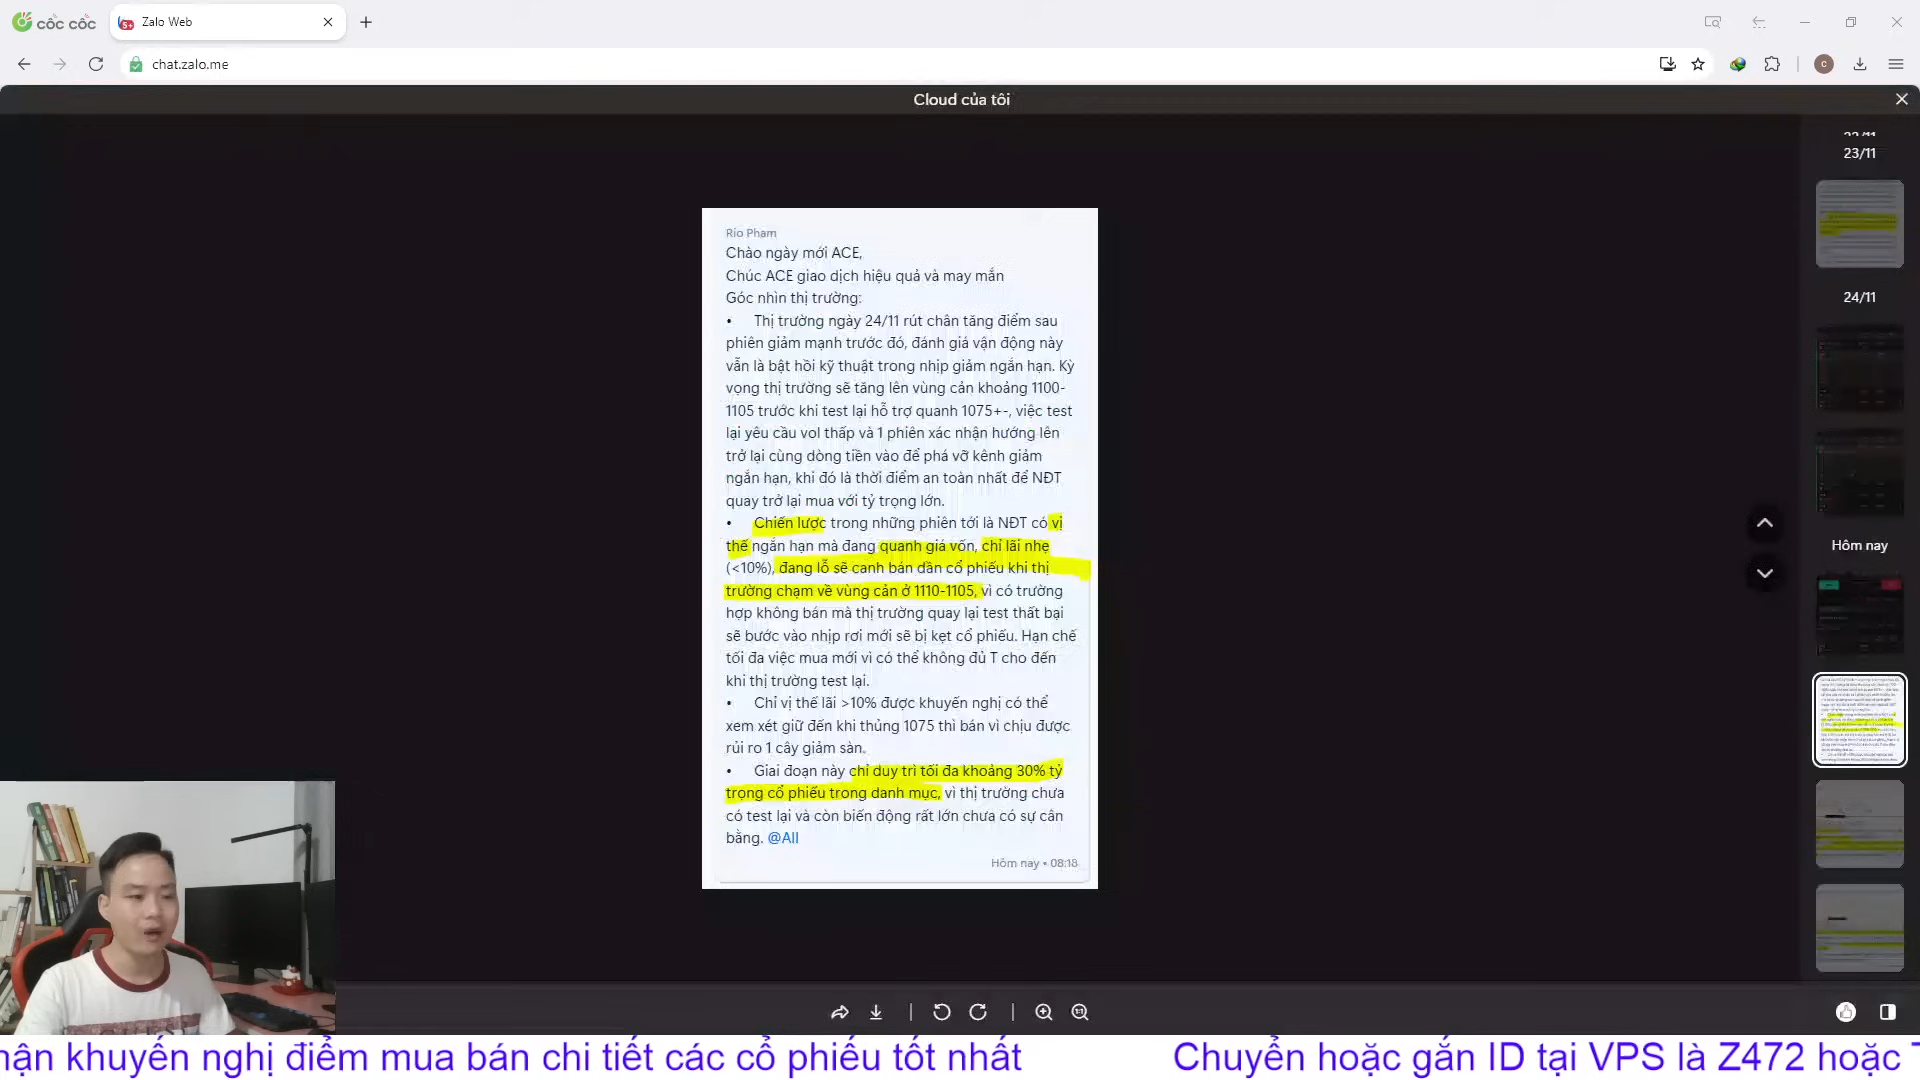 cốc cốc
5+
Zalo Web
chat.zalo.me
C
Cloud của tôi
23/11
24/11
Hôm nay
Rio Phạm
Chào ngày mới ACE,
Chúc ACE giao dịch hiệu quả và may mắn
Góc nhìn thị trường:
• Thị trường ngày 24/11 rút chân tăng điểm sau
phiên giảm mạnh trước đó, đánh giá vận động này
vẫn là bật hồi kỹ thuật trong nhịp giảm ngắn hạn. Kỳ
vọng thị trường sẽ tăng lên vùng cản khoảng 1100-
1105 trước khi test lại hỗ trợ quanh 1075+-, việc test
lại yêu cầu vol thấp và 1 phiên xác nhận hướng lên
trở lại cùng dòng tiền vào để phá vỡ kênh giảm
ngắn hạn, khi đó là thời điểm an toàn nhất để NĐT
quay trở lại mua với tỷ trọng lớn.
• Chiến lược trong những phiên tới là NĐT có vị
thế ngắn hạn mà đang quanh giá vốn, chỉ lãi nhẹ
(<10%), đang lỗ sẽ canh bán dần cổ phiếu khi thị
trường chạm về vùng cản ở 1110-1105, vì có trường
hợp không bán mà thị trường quay lại test thất bại
sẽ bước vào nhịp rơi mới sẽ bị kẹt cổ phiếu. Hạn chế
tối đa việc mua mới vì có thể không đủ T cho đến
khi thị trường test lại.
• Chỉ vị thế lãi >10% được khuyến nghị có thể
xem xét giữ đến khi thủng 1075 thì bán vì chịu được
rủi ro 1 cây giảm sàn.
• Giai đoạn này chỉ duy trì tối đa khoảng 30% tỷ
trọng cổ phiếu trong danh mục, vì thị trường chưa
có test lại và còn biến động rất lớn chưa có sự cân
bằng. @All
Hôm nay • 08:18
hận khuyến nghị điểm mua bán chi tiết các cổ phiếu tốt nhất
Chuyển hoặc gắn ID tại VPS là Z472 hoặc